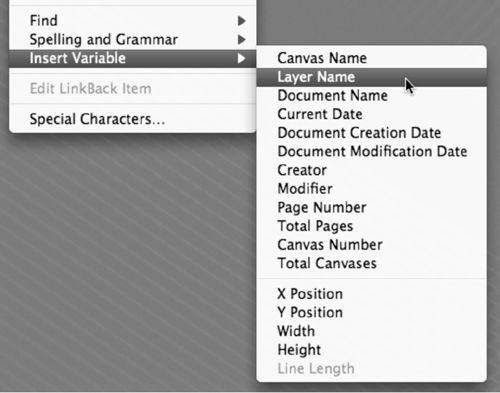 Find
Spelling and Grammar
Insert Variable
Edit LinkBack Item
Special Characters...
Canvas Name
Layer Name
Document Name
Current Date
Document Creation Date
Document Modification Date
Creator
Modifier
Page Number
Total Pages
Canvas Number
Total Canvases
X Position
Y Position
Width
Height
Line Length